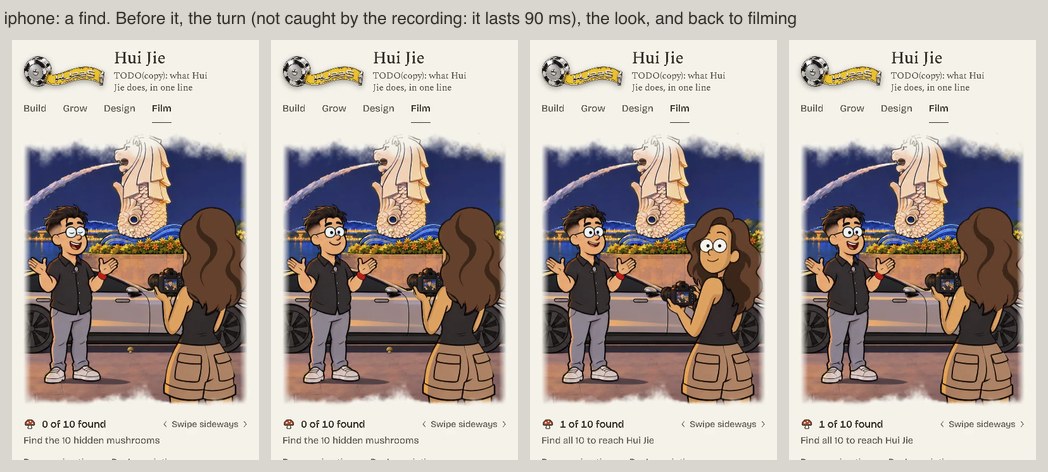 iphone: a find. Before it, the turn (not caught by the recording: it lasts 90 ms), the look, and back to filming
Hui Jie
TODO(copy): what Hui
Jie does, in one line
Build Grow Design Film
0 of 10 found
Swipe sideways
Find the 10 hidden mushrooms
Hui Jie
TODO(copy): what Hui
Jie does, in one line
Build Grow Design Film
0 of 10 found
Swipe sideways
Find the 10 hidden mushrooms
Hui Jie
TODO(copy): what Hui
Jie does, in one line
Build Grow Design Film
1 of 10 found
Swipe sideways
Find all 10 to reach Hui Jie
Hui Jie
TODO(copy): what Hui
Jie does, in one line
Build Grow Design Film
1 of 10 found
Swipe sideways
Find all 10 to reach Hui Jie